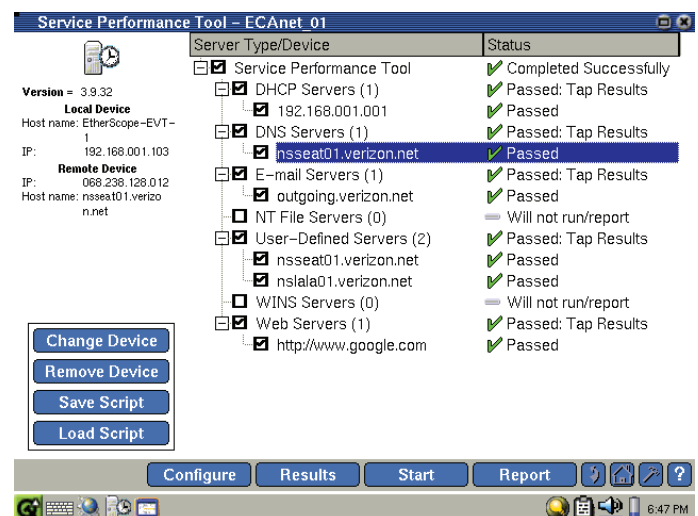 Service Performance Tool – ECAnet_01
Server Type/Device Status
Version = 3.9.32
Local Device
Host name: EtherScope-EVT-
1
IP: 192.168.001.103
Remote Device
IP: 068.238.128.012
Host name: nsseat01.verizo
n.net
Service Performance Tool Completed Successfully
DHCP Servers (1) Passed: Tap Results
192.168.001.001 Passed
DNS Servers (1) Passed: Tap Results
nsseat01.verizon.net Passed
E-mail Servers (1) Passed: Tap Results
outgoing.verizon.net Passed
NT File Servers (0) Will not run/report
User-Defined Servers (2) Passed: Tap Results
nsseat01.verizon.net Passed
nslala01.verizon.net Passed
WINS Servers (0) Will not run/report
Web Servers (1) Passed: Tap Results
http://www.google.com Passed
Change Device
Remove Device
Save Script
Load Script
Configure Results Start Report ?
6:47 PM